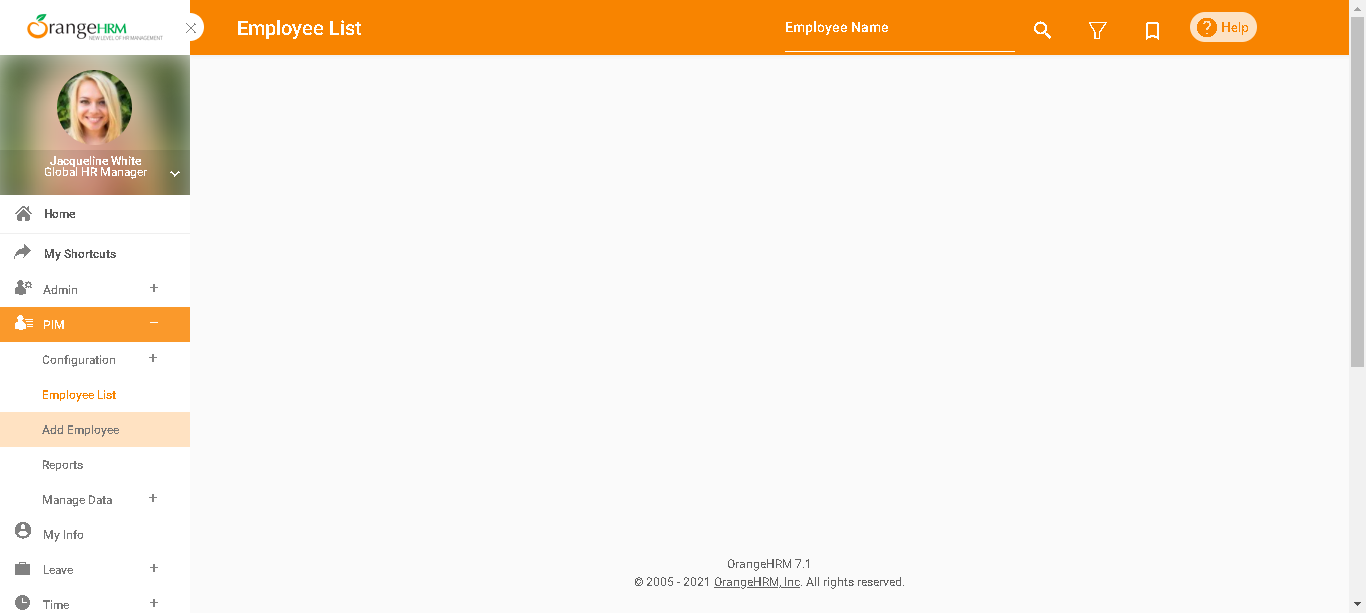 OrangeHRM
NEW LEVEL OF HR MANAGEMENT
Employee List
Employee Name
? Help
Jacqueline White
Global HR Manager
Home
My Shortcuts
Admin +
PIM −
Configuration +
Employee List
Add Employee
Reports
Manage Data +
My Info
Leave +
Time +
OrangeHRM 7.1
© 2005 - 2021 OrangeHRM, Inc. All rights reserved.